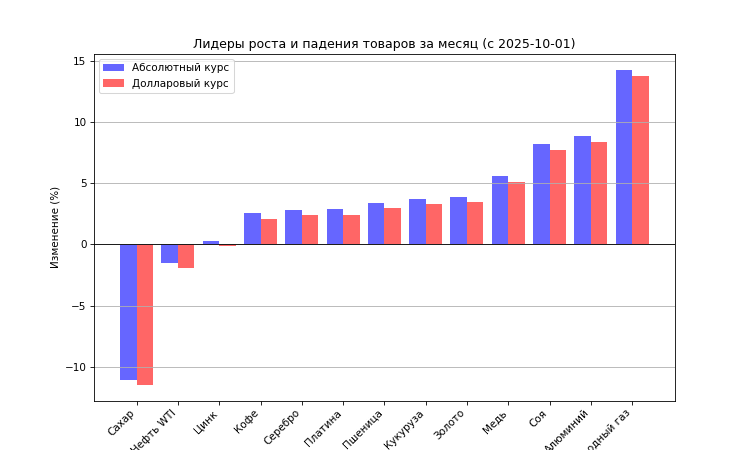 Лидеры роста и падения товаров за месяц (с 2025-10-01)
Абсолютный курс
Долларовый курс
Изменение (%)
15
10
5
0
−5
−10
Сахар
Нефть WTI
Цинк
Кофе
Серебро
Платина
Пшеница
Кукуруза
Золото
Медь
Соя
Алюминий
газ